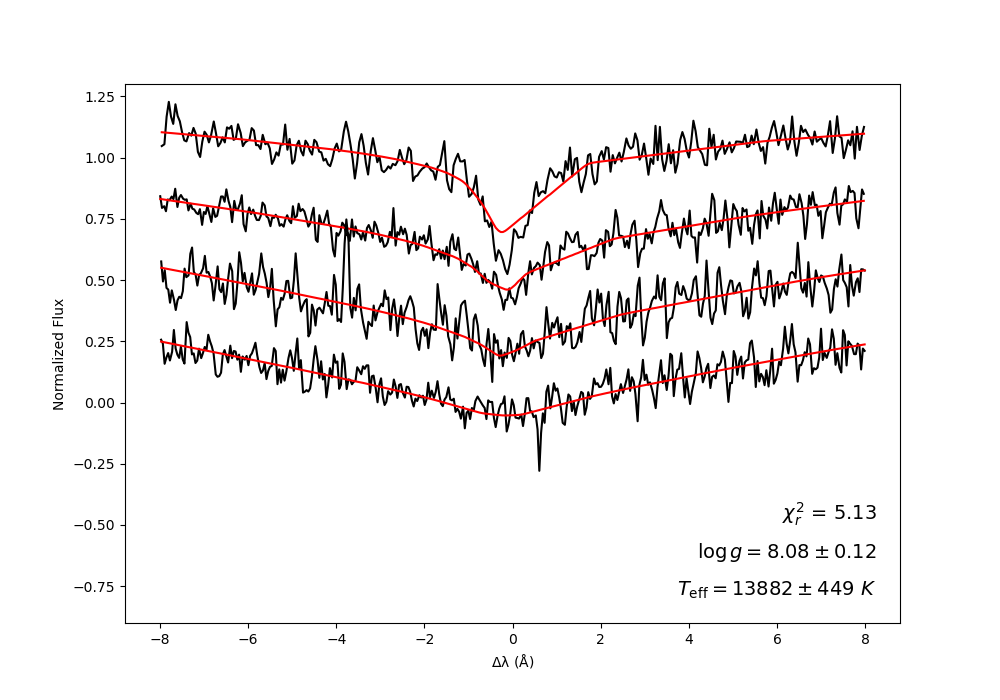 1.25
1.00
0.75
0.50
0.25
0.00
−0.25
−0.50
−0.75
Normalized Flux
χ²ᵣ = 5.13
log g = 8.08 ± 0.12
T_eff = 13882 ± 449 K
−8 −6 −4 −2 0 2 4 6 8
Δλ (Å)